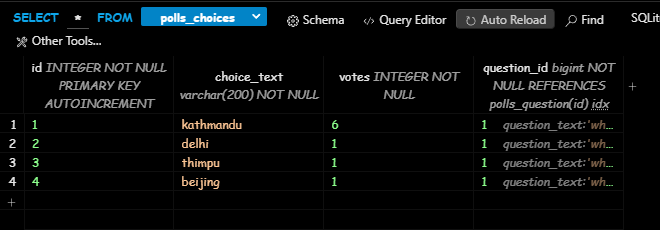 SELECT * FROM polls_choices Schema </> Query Editor Auto Reload Find SQLit
Other Tools...
id INTEGER NOT NULL PRIMARY KEY AUTOINCREMENT
choice_text varchar(200) NOT NULL
votes INTEGER NOT NULL
question_id bigint NOT NULL REFERENCES polls_question(id) idx
+
1 1 kathmandu 6 1 question_text:'wh...
2 2 delhi 1 1 question_text:'wh...
3 3 thimpu 1 1 question_text:'wh...
4 4 beijing 1 1 question_text:'wh...
+